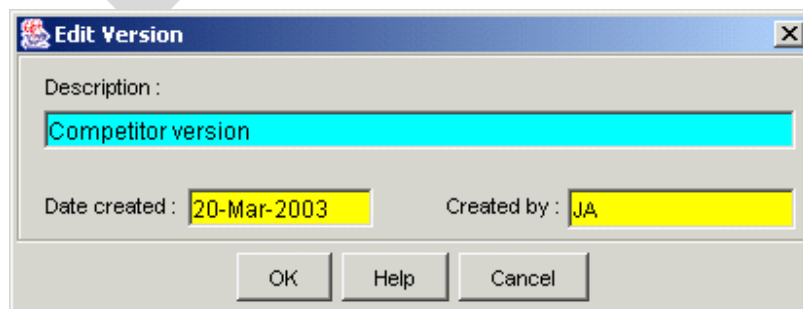 Edit Version
Description :
Competitor version
Date created : 20-Mar-2003 Created by : JA
OK Help Cancel